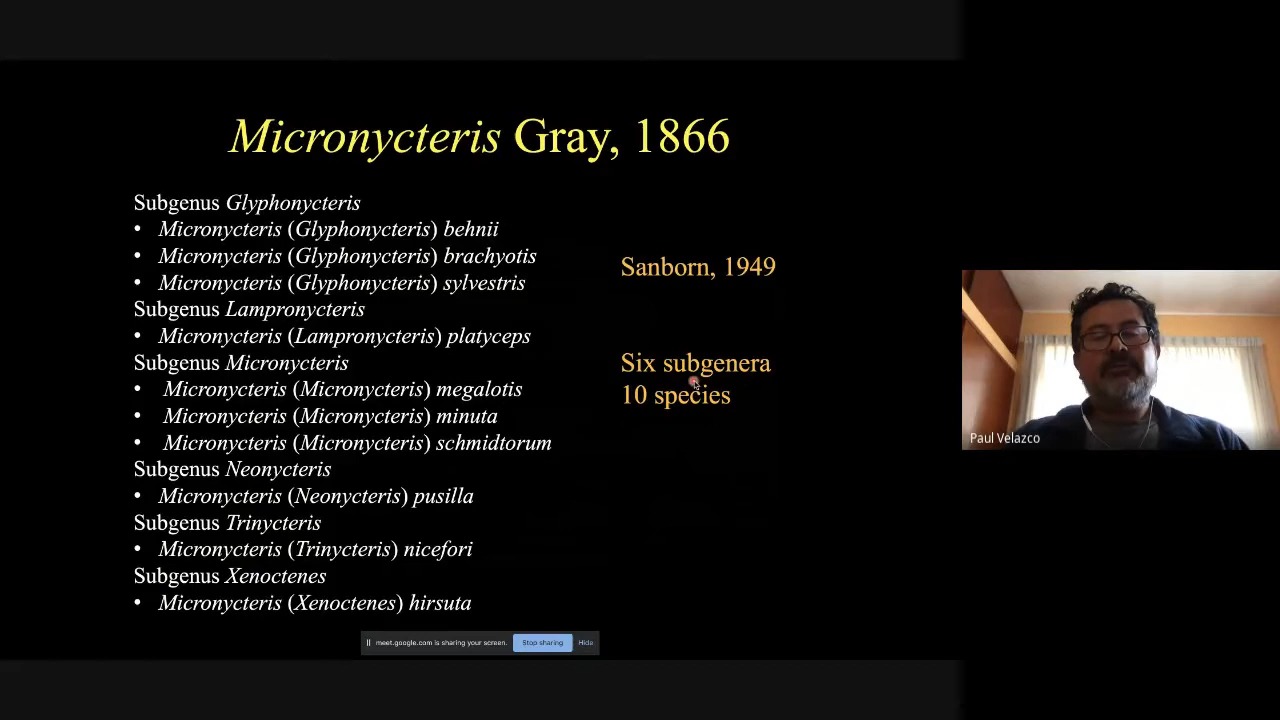 Micronycteris Gray, 1866
Subgenus Glyphonycteris
• Micronycteris (Glyphonycteris) behnii
• Micronycteris (Glyphonycteris) brachyotis
• Micronycteris (Glyphonycteris) sylvestris
Subgenus Lampronycteris
• Micronycteris (Lampronycteris) platyceps
Subgenus Micronycteris
• Micronycteris (Micronycteris) megalotis
• Micronycteris (Micronycteris) minuta
• Micronycteris (Micronycteris) schmidtorum
Subgenus Neonycteris
• Micronycteris (Neonycteris) pusilla
Subgenus Trinycteris
• Micronycteris (Trinycteris) nicefori
Subgenus Xenoctenes
• Micronycteris (Xenoctenes) hirsuta
Sanborn, 1949
Six subgenera
10 species
Paul Velazco
meet.google.com is sharing your screen. Stop sharing Hide